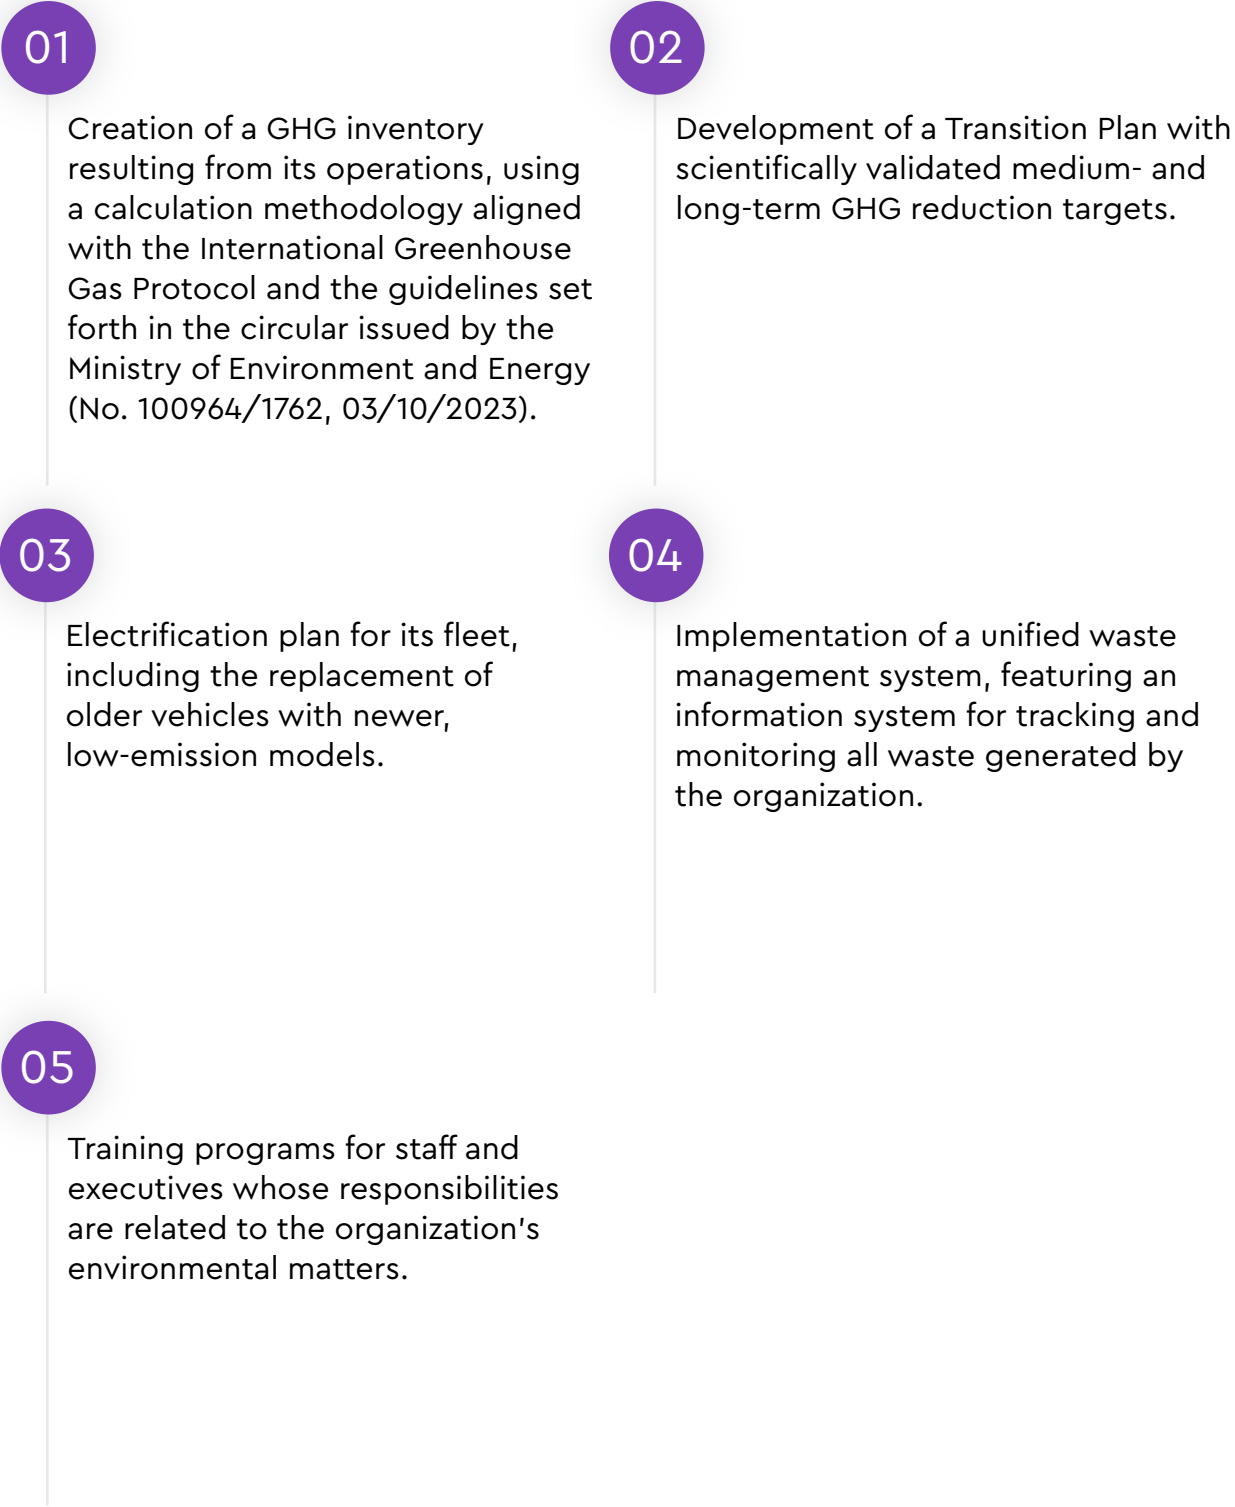 01
Creation of a GHG inventory
resulting from its operations, using
a calculation methodology aligned
with the International Greenhouse
Gas Protocol and the guidelines set
forth in the circular issued by the
Ministry of Environment and Energy
(No. 100964/1762, 03/10/2023).
02
Development of a Transition Plan with
scientifically validated medium- and
long-term GHG reduction targets.
03
Electrification plan for its fleet,
including the replacement of
older vehicles with newer,
low-emission models.
04
Implementation of a unified waste
management system, featuring an
information system for tracking and
monitoring all waste generated by
the organization.
05
Training programs for staff and
executives whose responsibilities
are related to the organization's
environmental matters.